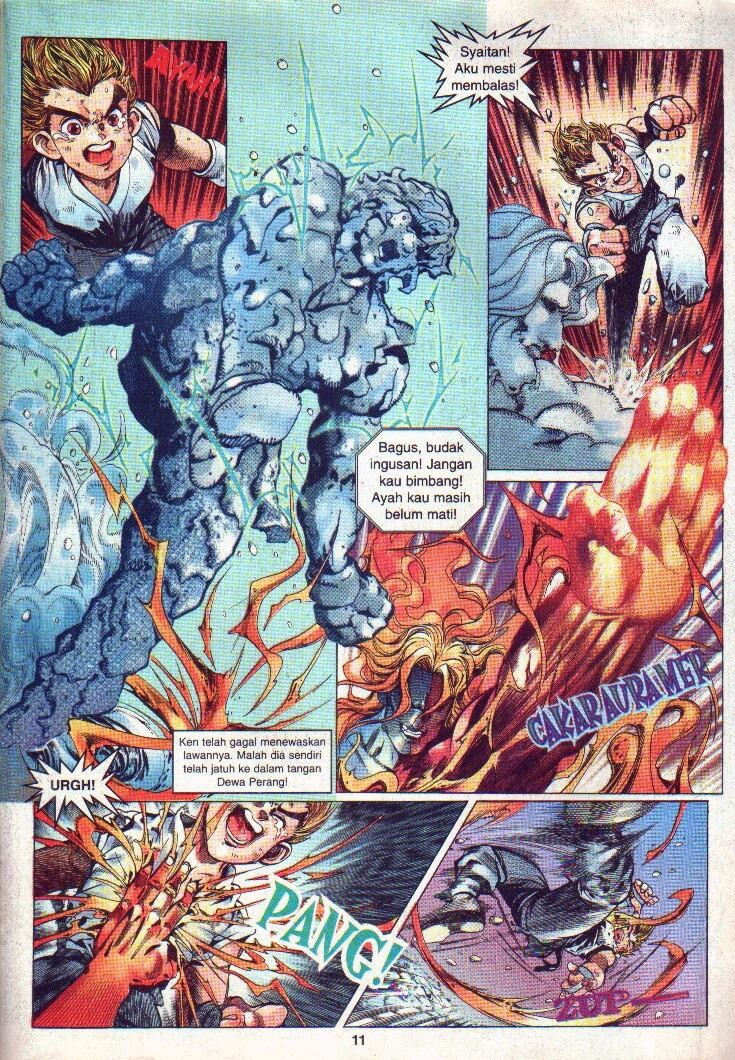 AYAH!
Syaitan!
Aku mesti
membalas!
Bagus, budak
ingusan! Jangan
kau bimbang!
Ayah kau masih
belum mati!
CAKAR AURA MER
Ken telah gagal menewaskan
lawannya. Malah dia sendiri
telah jatuh ke dalam tangan
Dewa Perang!
URGH!
PANG!
ZUP
11